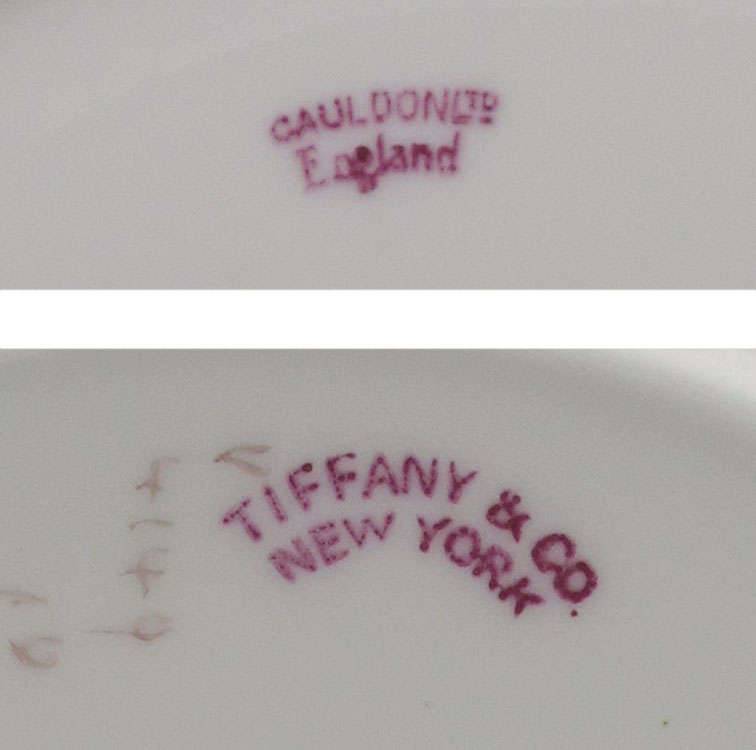 CAULDON LTD
England
TIFFANY & CO.
NEW YORK